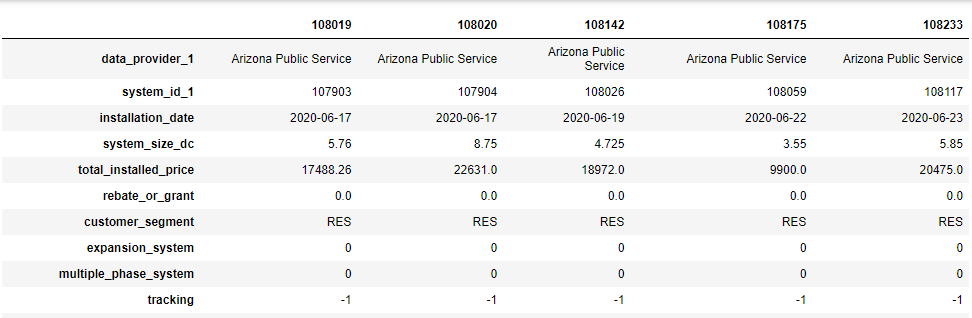 108019 108020 108142 108175 108233
data_provider_1 Arizona Public Service Arizona Public Service Arizona Public Service Arizona Public Service Arizona Public Service
system_id_1 107903 107904 108026 108059 108117
installation_date 2020-06-17 2020-06-17 2020-06-19 2020-06-22 2020-06-23
system_size_dc 5.76 8.75 4.725 3.55 5.85
total_installed_price 17488.26 22631.0 18972.0 9900.0 20475.0
rebate_or_grant 0.0 0.0 0.0 0.0 0.0
customer_segment RES RES RES RES RES
expansion_system 0 0 0 0 0
multiple_phase_system 0 0 0 0 0
tracking -1 -1 -1 -1 -1